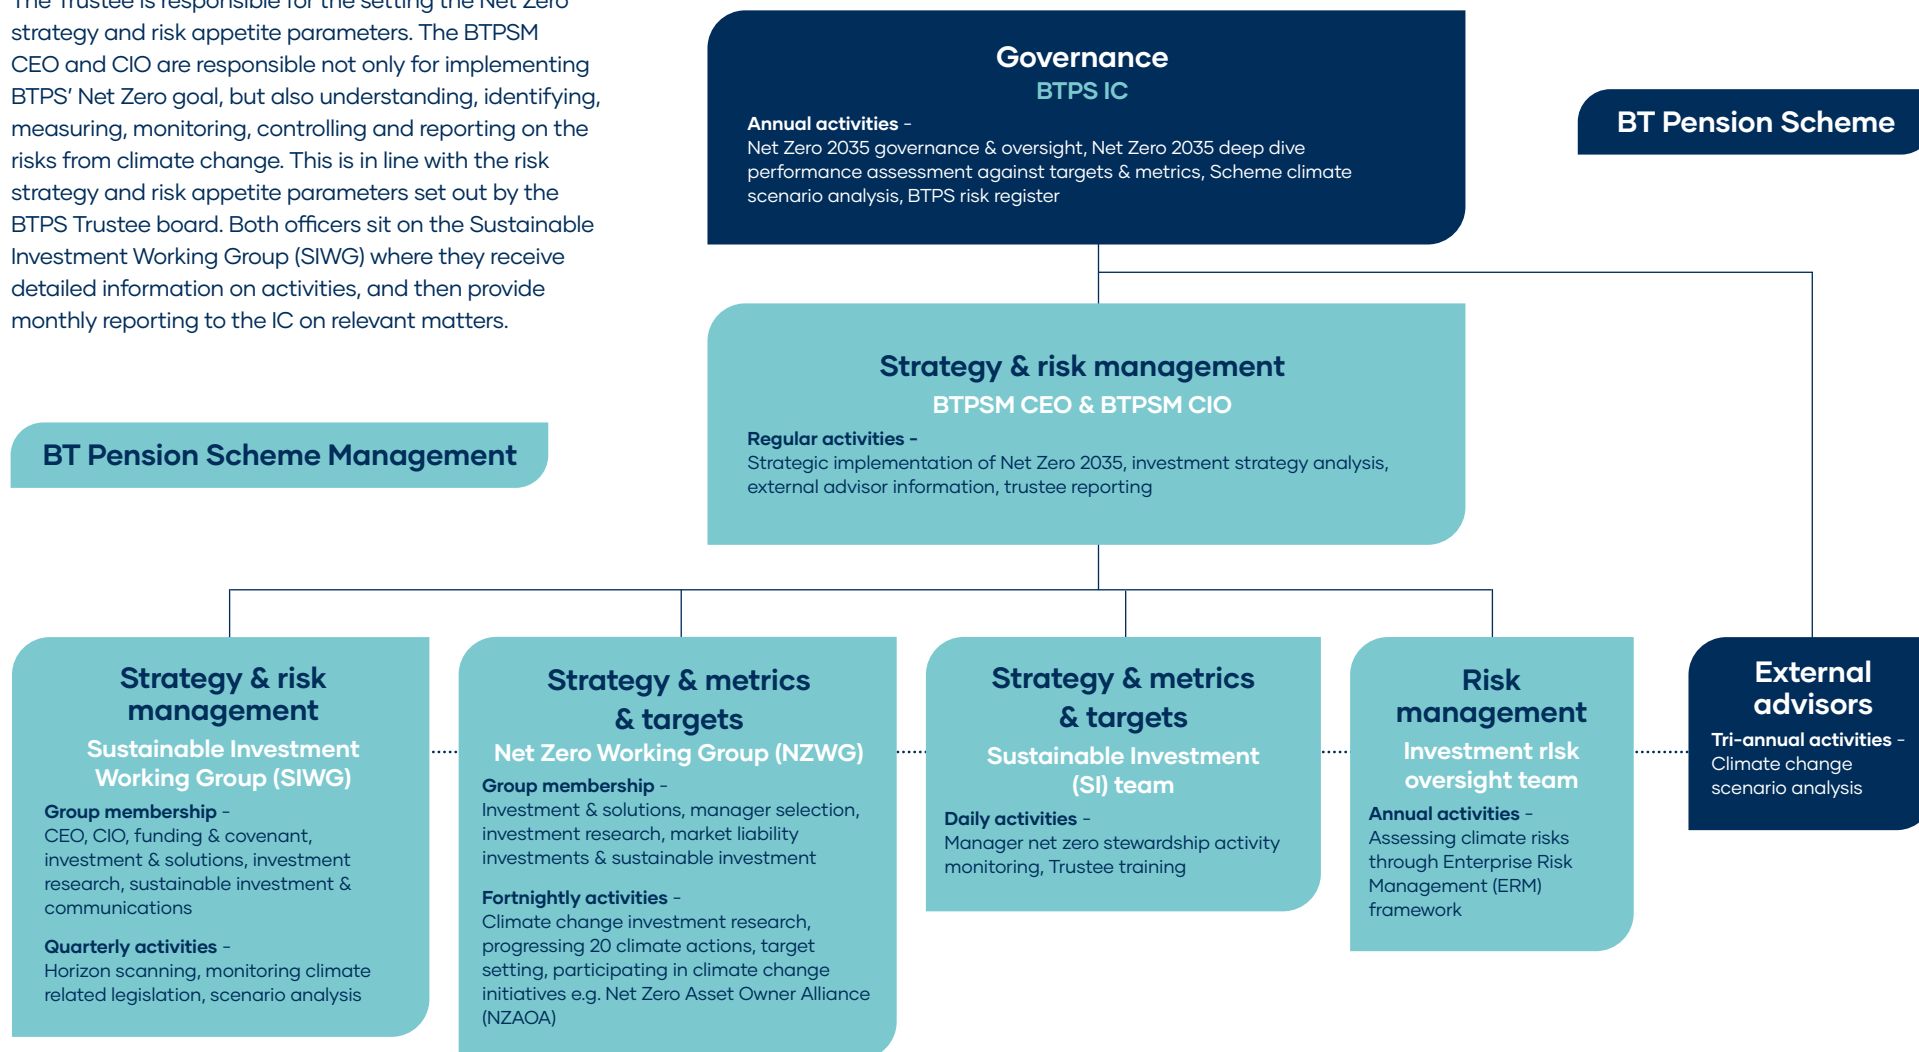 The Trustee is responsible for the setting the Net Zero
strategy and risk appetite parameters. The BTPSM
CEO and CIO are responsible not only for implementing
BTPS' Net Zero goal, but also understanding, identifying,
measuring, monitoring, controlling and reporting on the
risks from climate change. This is in line with the risk
strategy and risk appetite parameters set out by the
BTPS Trustee board. Both officers sit on the Sustainable
Investment Working Group (SIWG) where they receive
detailed information on activities, and then provide
monthly reporting to the IC on relevant matters.
Governance
BTPS IC
Annual activities -
Net Zero 2035 governance & oversight, Net Zero 2035 deep dive
performance assessment against targets & metrics, Scheme climate
scenario analysis, BTPS risk register
BT Pension Scheme
Strategy & risk management
BTPSM CEO & BTPSM CIO
Regular activities -
Strategic implementation of Net Zero 2035, investment strategy analysis,
external advisor information, trustee reporting
BT Pension Scheme Management
Strategy & risk
management
Sustainable Investment
Working Group (SIWG)
Group membership -
CEO, CIO, funding & covenant,
investment & solutions, investment
research, sustainable investment &
communications
Quarterly activities -
Horizon scanning, monitoring climate
related legislation, scenario analysis
Strategy & metrics
& targets
Net Zero Working Group (NZWG)
Group membership -
Investment & solutions, manager selection,
investment research, market liability
investments & sustainable investment
Fortnightly activities -
Climate change investment research,
progressing 20 climate actions, target
setting, participating in climate change
initiatives e.g. Net Zero Asset Owner Alliance
(NZAOA)
Strategy & metrics
& targets
Sustainable Investment
(SI) team
Daily activities -
Manager net zero stewardship activity
monitoring, Trustee training
Risk
management
Investment rIsk
oversight team
Annual activities -
Assessing climate risks
through Enterprise Risk
Management (ERM)
framework
External
advisors
Tri-annual activities -
Climate change
scenario analysis